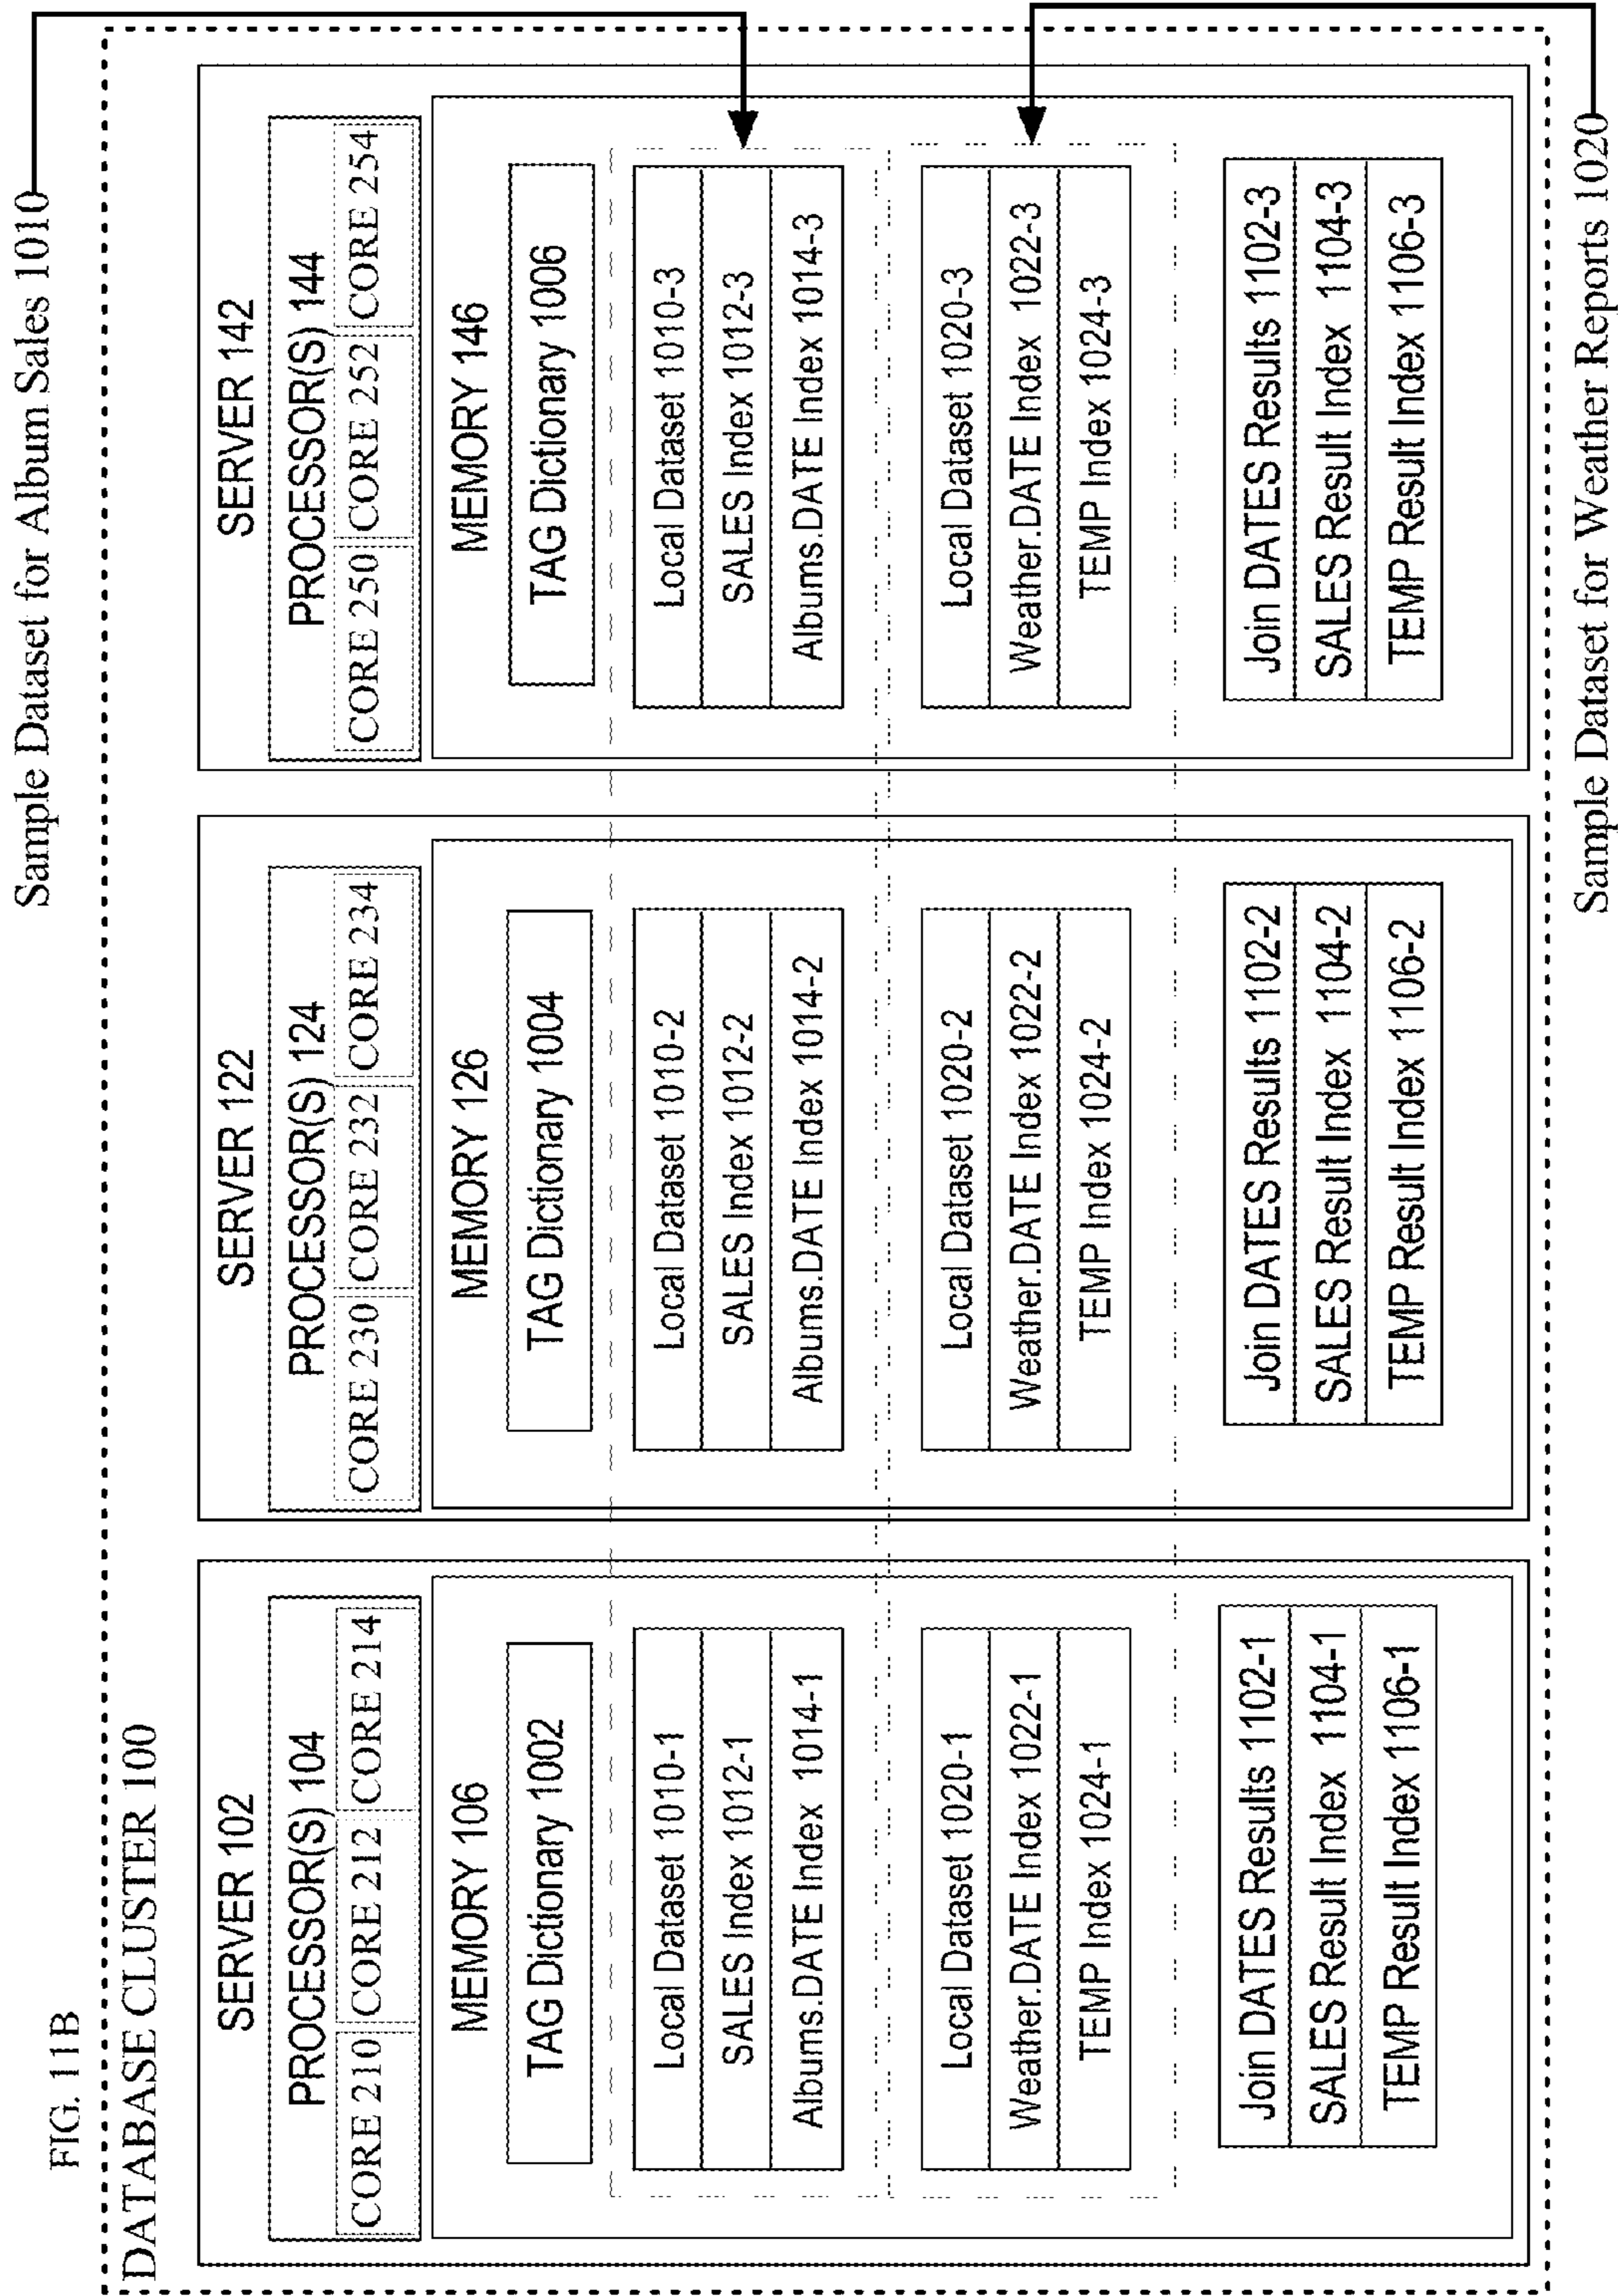 FIG. 11B
Sample Dataset for Album Sales 1010
DATABASE CLUSTER 100
SERVER 102
PROCESSOR(S) 104
CORE 210
CORE 212
CORE 214
MEMORY 106
TAG Dictionary 1002
Local Dataset 1010-1
SALES Index 1012-1
Albums.DATE Index 1014-1
Local Dataset 1020-1
Weather.DATE Index 1022-1
TEMP Index 1024-1
Join DATES Results 1102-1
SALES Result Index 1104-1
TEMP Result Index 1106-1
SERVER 122
PROCESSOR(S) 124
CORE 230
CORE 232
CORE 234
MEMORY 126
TAG Dictionary 1004
Local Dataset 1010-2
SALES Index 1012-2
Albums.DATE Index 1014-2
Local Dataset 1020-2
Weather.DATE Index 1022-2
TEMP Index 1024-2
Join DATES Results 1102-2
SALES Result Index 1104-2
TEMP Result Index 1106-2
SERVER 142
PROCESSOR(S) 144
CORE 250
CORE 252
CORE 254
MEMORY 146
TAG Dictionary 1006
Local Dataset 1010-3
SALES Index 1012-3
Albums.DATE Index 1014-3
Local Dataset 1020-3
Weather.DATE Index 1022-3
TEMP Index 1024-3
Join DATES Results 1102-3
SALES Result Index 1104-3
TEMP Result Index 1106-3
Sample Dataset for Weather Reports 1020